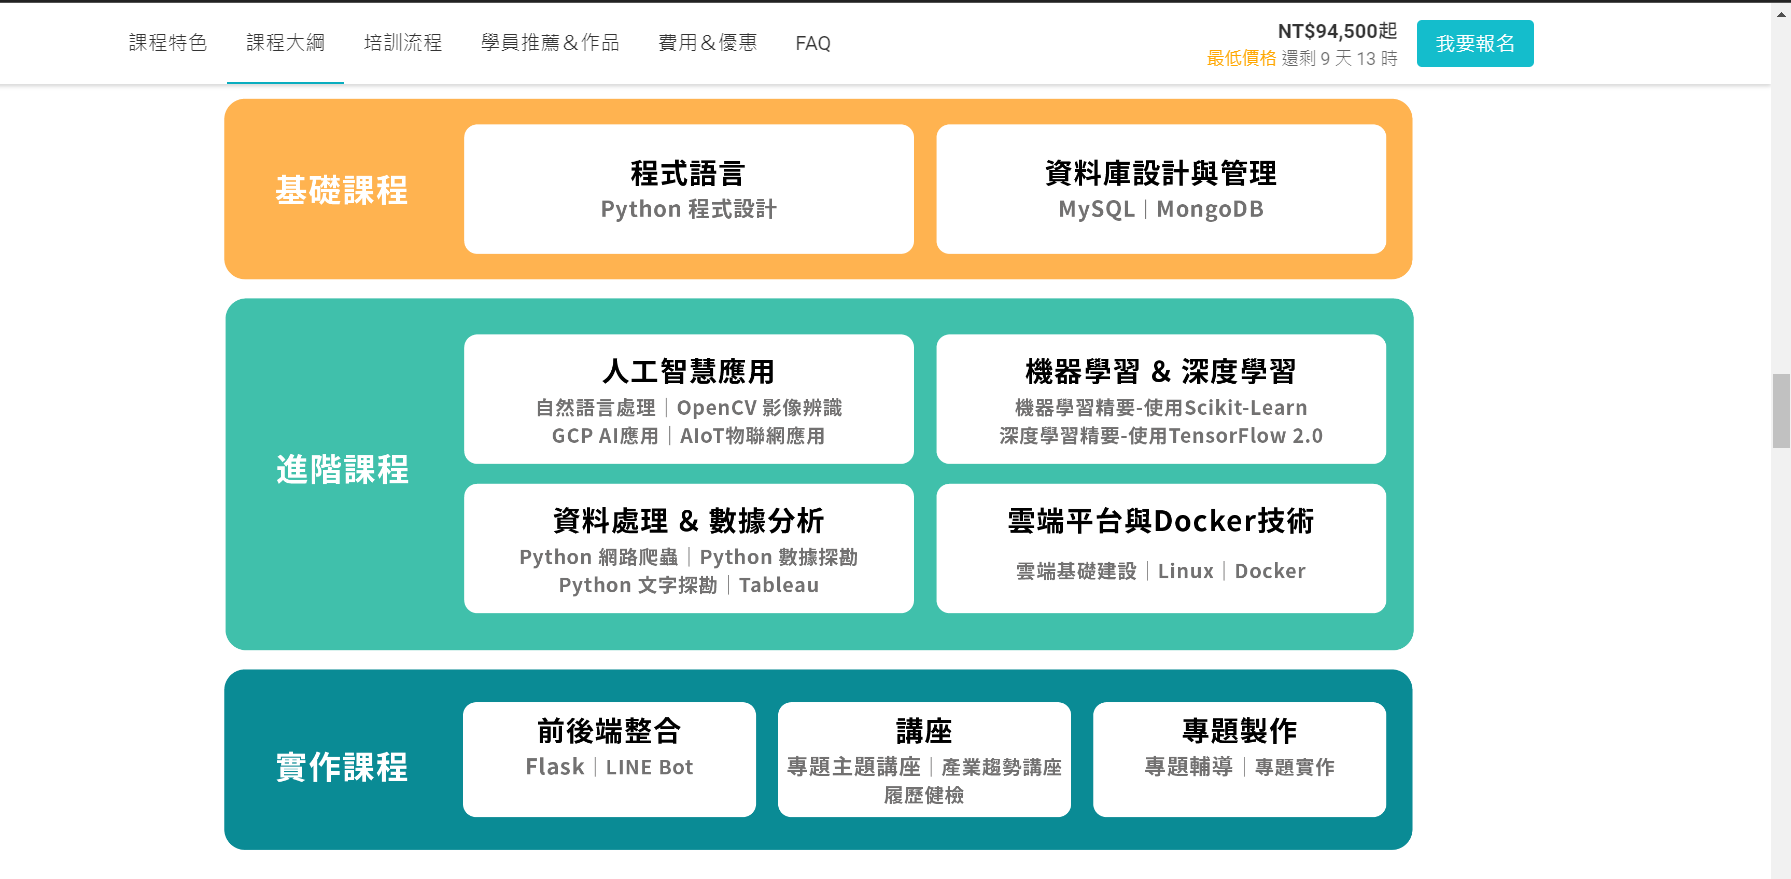 課程特色 課程大綱 培訓流程 學員推薦＆作品 費用＆優惠 FAQ
NT$94,500起
最低價格 還剩 9 天 13 時
我要報名
基礎課程
程式語言
Python 程式設計
資料庫設計與管理
MySQL｜MongoDB
進階課程
人工智慧應用
自然語言處理｜OpenCV 影像辨識
GCP AI應用｜AIoT物聯網應用
機器學習 & 深度學習
機器學習精要-使用Scikit-Learn
深度學習精要-使用TensorFlow 2.0
資料處理 & 數據分析
Python 網路爬蟲｜Python 數據探勘
Python 文字探勘｜Tableau
雲端平台與Docker技術
雲端基礎建設｜Linux｜Docker
實作課程
前後端整合
Flask｜LINE Bot
講座
專題主題講座｜產業趨勢講座
履歷健檢
專題製作
專題輔導｜專題實作